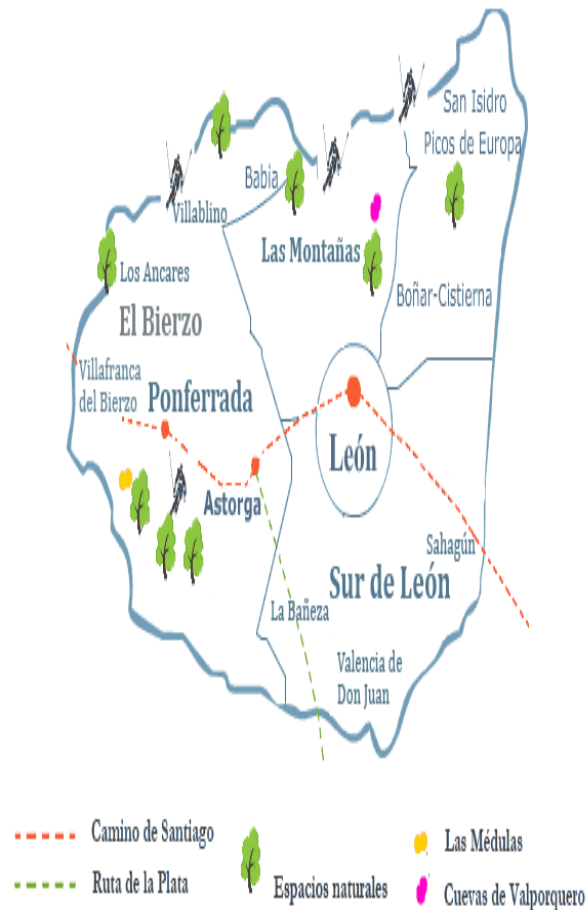 San Isidro
Picos de Europa
Babia
Villablino
Las Montañas
Los Ancares
Boñar-Cistierna
El Bierzo
Villafranca
del Bierzo
Ponferrada
León
Astorga
Sahagún
Sur de León
La Bañeza
Valencia de
Don Juan
Camino de Santiago
Ruta de la Plata
Espacios naturales
Las Médulas
Cuevas de Valporquero